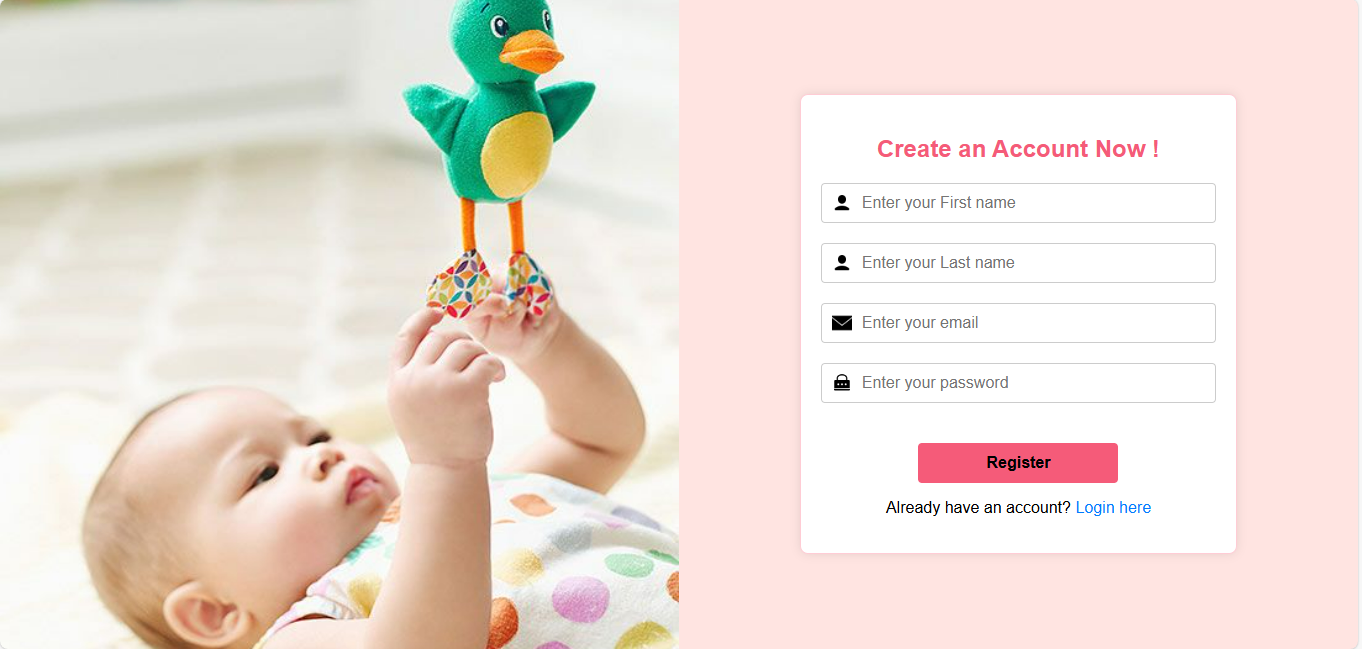 Create an Account Now !
Enter your First name
Enter your Last name
Enter your email
Enter your password
Register
Already have an account? Login here